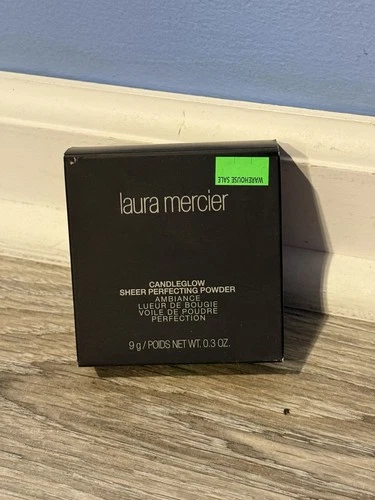 WAREHOUSE SALE
laura mercier
CANDLEGLOW
SHEER PERFECTING POWDER
AMBIANCE
LUEUR DE BOUGIE
VOILE DE POUDRE
PERFECTION
9 g / POIDS NET WT. 0.3 OZ.